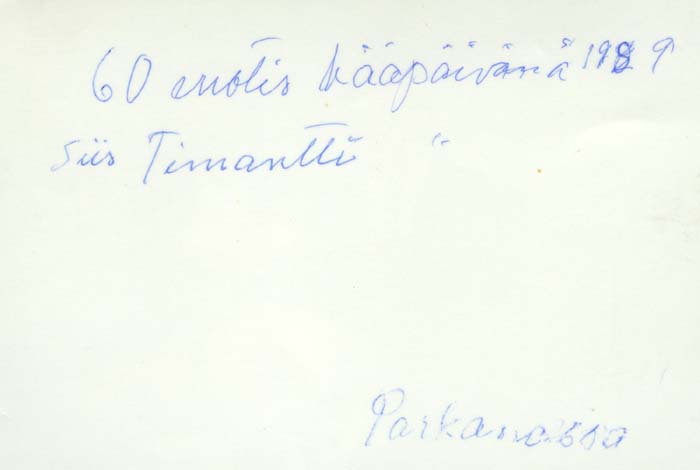 60 vuotis hääpäivänä 1989
siis Timantti "
Parkanossa